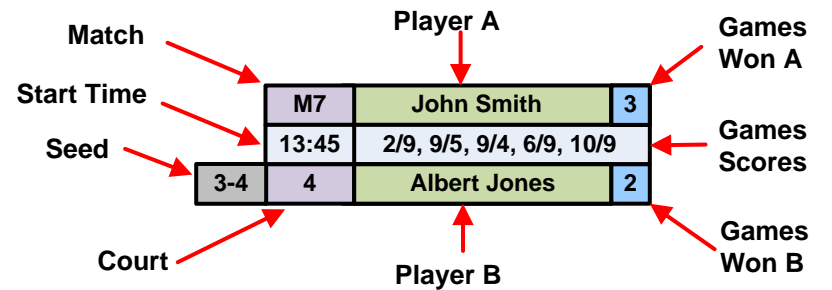 Match
Player A
Games
Won A
Start Time
M7 John Smith 3
13:45 2/9, 9/5, 9/4, 6/9, 10/9
Games
Scores
Seed
3-4 4 Albert Jones 2
Court
Player B
Games
Won B